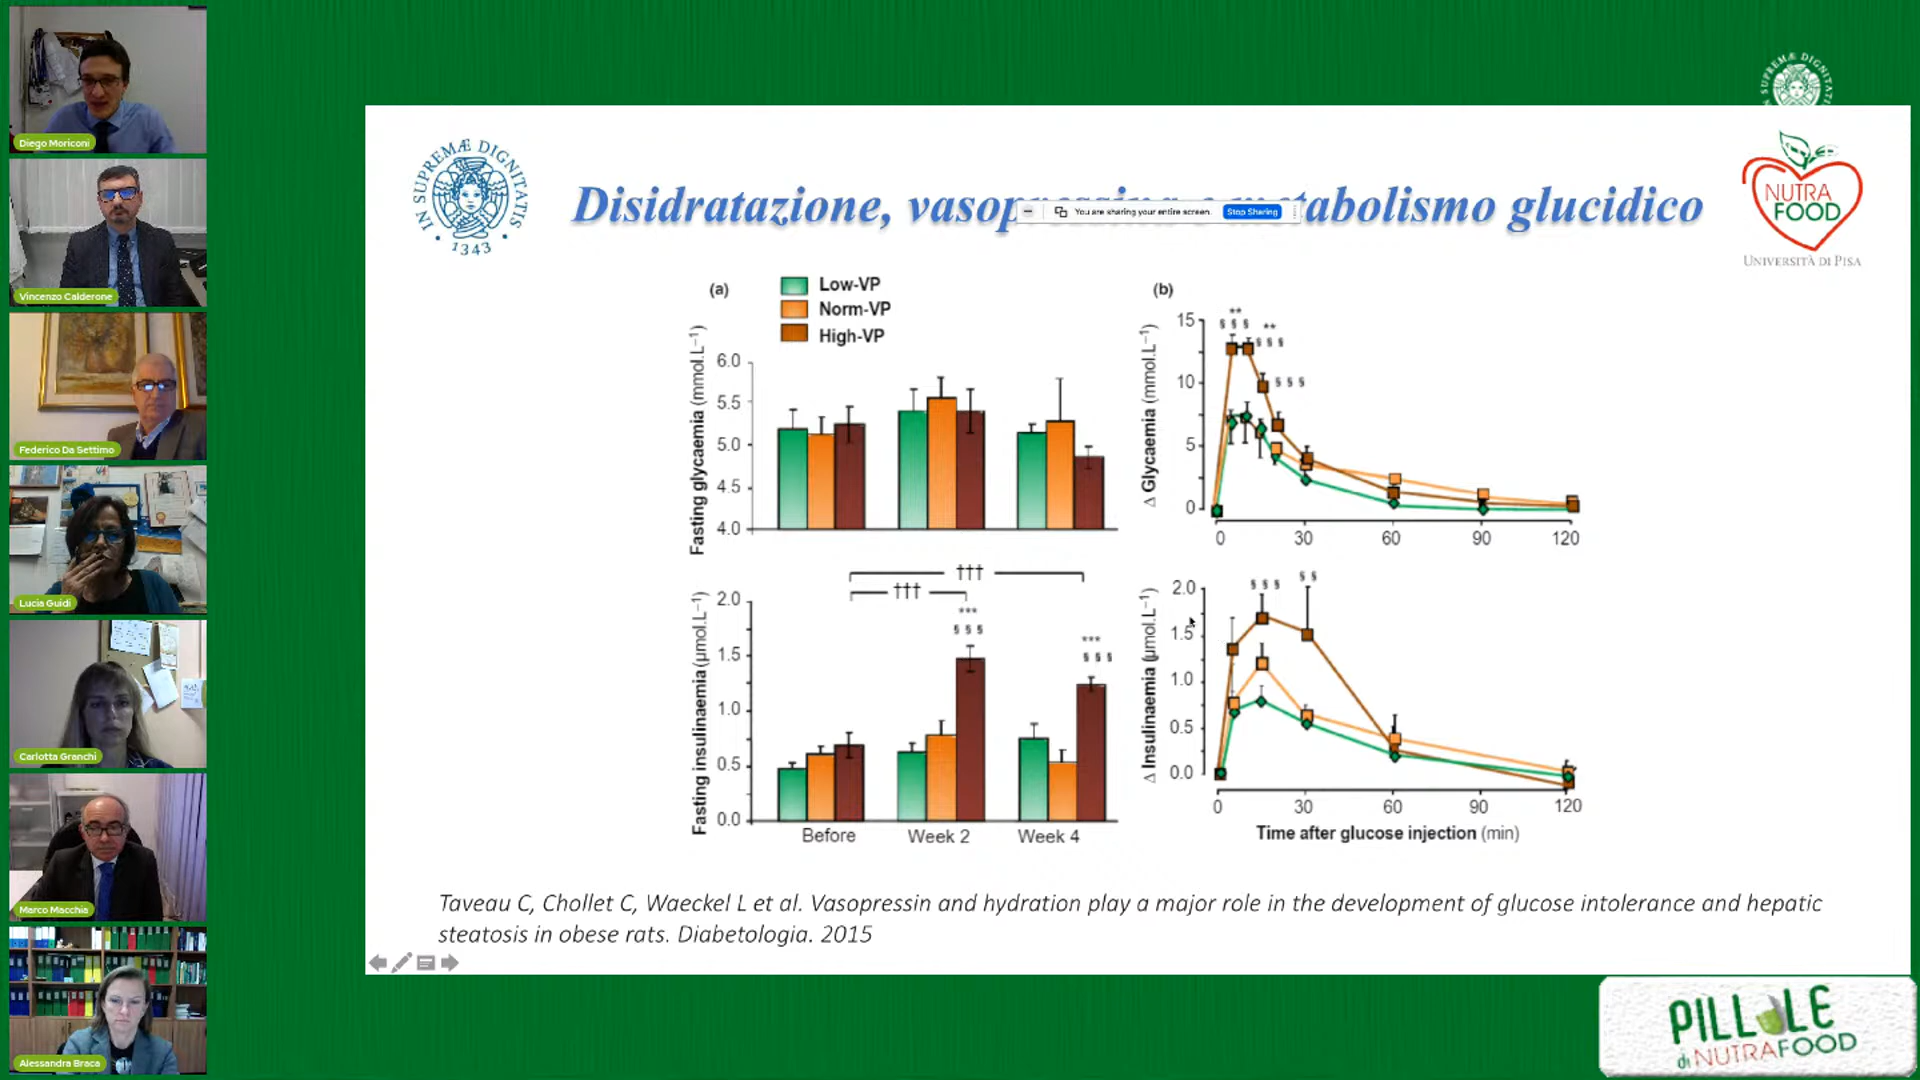 Diego Moriconi
Vincenzo Calderone
Federico Da Settimo
Lucia Guidi
Carlotta Granchi
Marco Macchia
Alessandra Braca
IN SUPREMÆ DIGNITATIS
1343
Disidratazione, vasopressina e metabolismo glucidico
You are sharing your entire screen.
Stop Sharing
NUTRA
FOOD
UNIVERSITÀ DI PISA
(a)
Low-VP
Norm-VP
High-VP
Fasting glycaemia (mmol.L⁻¹)
6.0
5.5
5.0
4.5
4.0
Fasting insulinaemia (µmol.L⁻¹)
2.0
1.5
1.0
0.5
0.0
†††
†††
***
§ § §
***
§ § §
Before
Week 2
Week 4
(b)
Δ Glycaemia (mmol.L⁻¹)
15
10
5
0
**
§ § §
**
§ § §
§ § §
0
30
60
90
120
Δ Insulinaemia (µmol.L⁻¹)
2.0
1.5
1.0
0.5
0.0
§ § §
§ §
0
30
60
90
120
Time after glucose injection (min)
Taveau C, Chollet C, Waeckel L et al. Vasopressin and hydration play a major role in the development of glucose intolerance and hepatic
steatosis in obese rats. Diabetologia. 2015
PILLOLE
di NUTRAFOOD